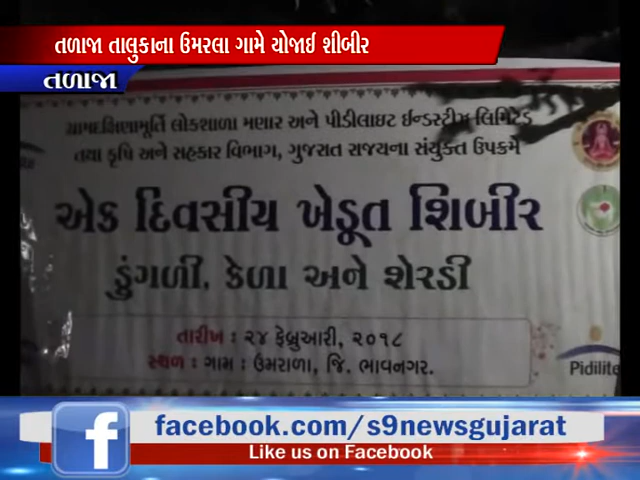 તળાજા તાલુકાના ઉમરલા ગામે યોજાઈ શીબીર
તળાજા
ગ્રામદક્ષિણામૂર્તિ લોકશાળા મણાર અને પીડીલાઇટ ઈન્ડસ્ટ્રીઝ લિમિટેડ
તથા કૃષિ અને સહકાર વિભાગ, ગુજરાત રાજ્યના સંયુક્ત ઉપક્રમે
એક દિવસીય ખેડૂત શિબીર
ડુંગળી, કેળા અને શેરડી
તારીખ : ૨૪ ફેબ્રુઆરી, ૨૦૧૮
સ્થળ : ગામ : ઉંમરાળા, જિ. ભાવનગર.
Pidilite
facebook.com/s9newsgujarat
Like us on Facebook